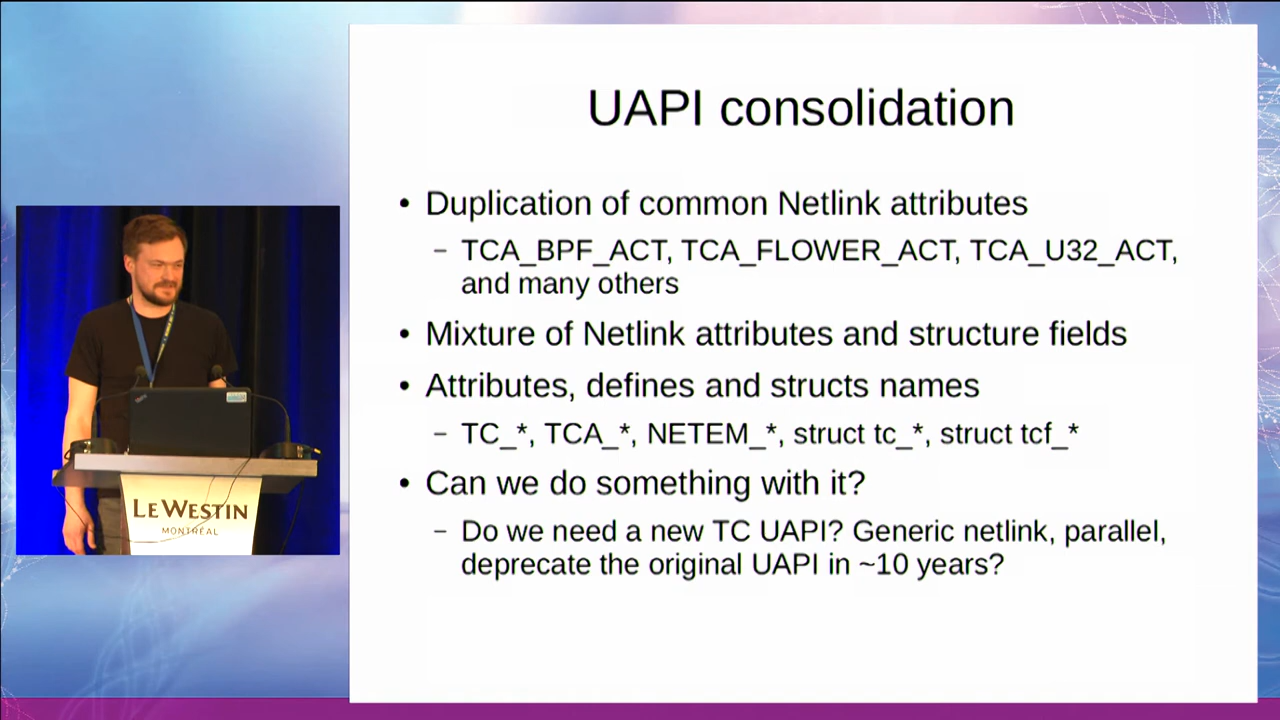 UAPI consolidation
• Duplication of common Netlink attributes
– TCA_BPF_ACT, TCA_FLOWER_ACT, TCA_U32_ACT,
and many others
• Mixture of Netlink attributes and structure fields
• Attributes, defines and structs names
– TC_*, TCA_*, NETEM_*, struct tc_*, struct tcf_*
• Can we do something with it?
– Do we need a new TC UAPI? Generic netlink, parallel,
deprecate the original UAPI in ~10 years?
LE WESTIN
MONTRÉAL